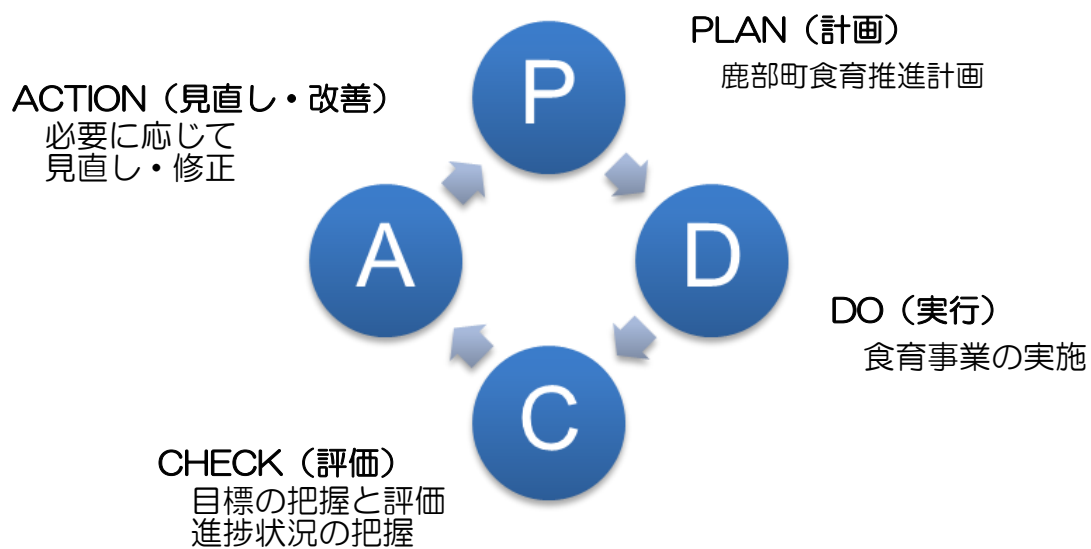 PLAN（計画）
鹿部町食育推進計画
P
ACTION（見直し・改善）
必要に応じて
見直し・修正
A
D
DO（実行）
食育事業の実施
C
CHECK（評価）
目標の把握と評価
進捗状況の把握